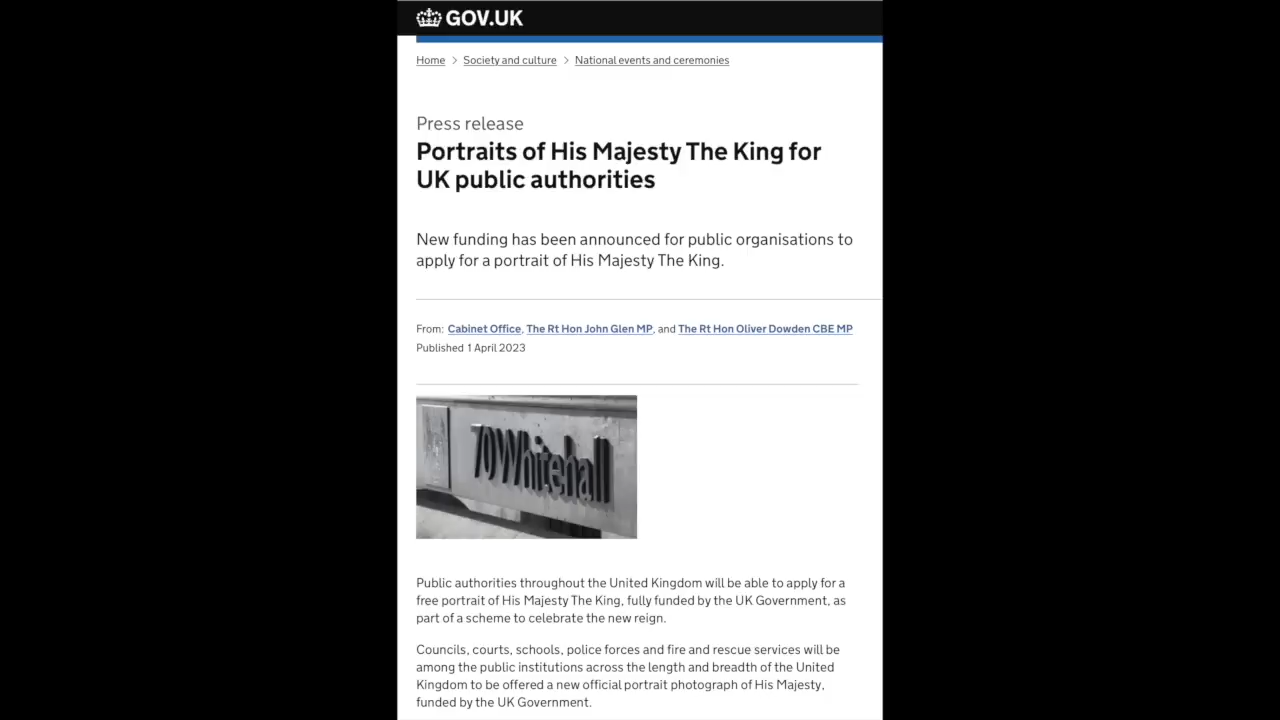 GOV.UK
Home > Society and culture > National events and ceremonies
Press release
Portraits of His Majesty The King for
UK public authorities
New funding has been announced for public organisations to
apply for a portrait of His Majesty The King.
From: Cabinet Office, The Rt Hon John Glen MP, and The Rt Hon Oliver Dowden CBE MP
Published 1 April 2023
70 Whitehall
Public authorities throughout the United Kingdom will be able to apply for a
free portrait of His Majesty The King, fully funded by the UK Government, as
part of a scheme to celebrate the new reign.
Councils, courts, schools, police forces and fire and rescue services will be
among the public institutions across the length and breadth of the United
Kingdom to be offered a new official portrait photograph of His Majesty,
funded by the UK Government.